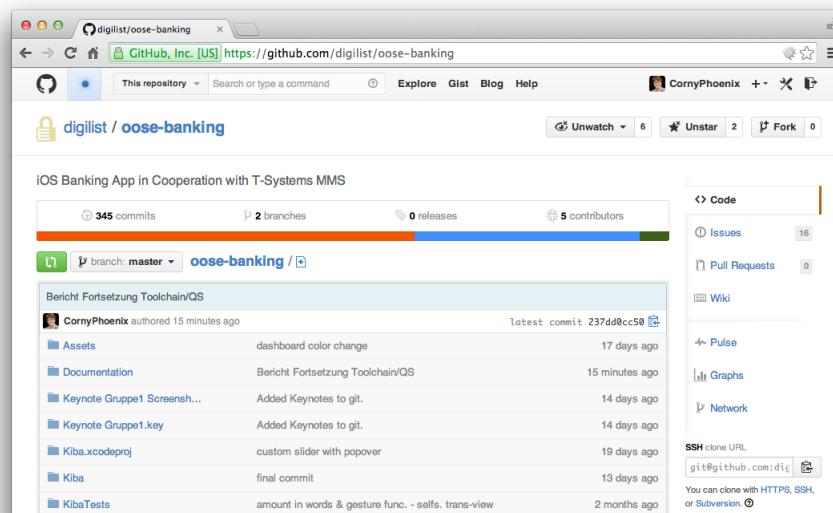 digilist/oose-banking
GitHub, Inc. [US] https://github.com/digilist/oose-banking
This repository Search or type a command Explore Gist Blog Help CornyPhoenix
digilist / oose-banking Unwatch 6 Unstar 2 Fork 0
iOS Banking App in Cooperation with T-Systems MMS
345 commits 2 branches 0 releases 5 contributors
branch: master oose-banking /
Bericht Fortsetzung Toolchain/QS
CornyPhoenix authored 15 minutes ago latest commit 237dd0cc50
Assets dashboard color change 17 days ago
Documentation Bericht Fortsetzung Toolchain/QS 15 minutes ago
Keynote Gruppe1 Screensh... Added Keynotes to git. 14 days ago
Keynote Gruppe1.key Added Keynotes to git. 14 days ago
Kiba.xcodeproj custom slider with popover 19 days ago
Kiba final commit 13 days ago
KibaTests amount in words & gesture func. - selfs. trans-view 2 months ago
Code
Issues 16
Pull Requests 0
Wiki
Pulse
Graphs
Network
SSH clone URL
git@github.com:dig
You can clone with HTTPS, SSH,
or Subversion.